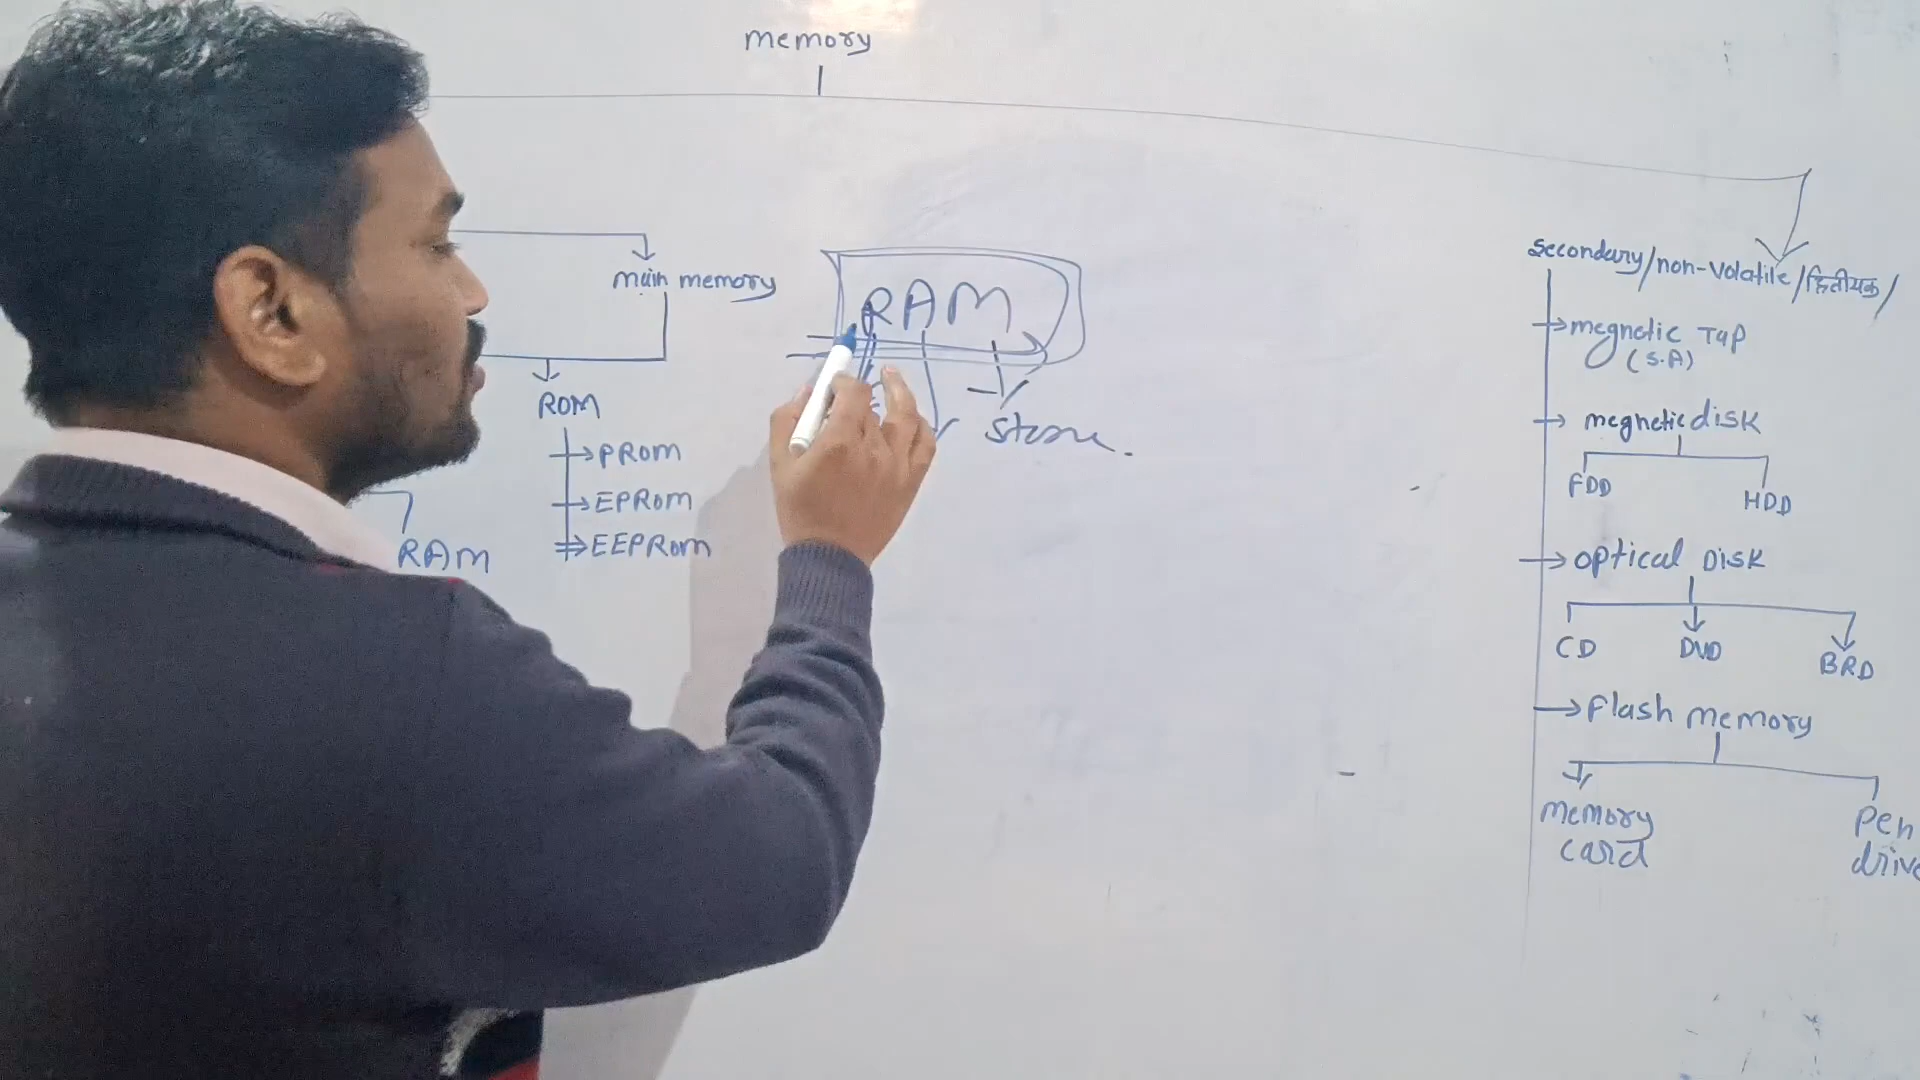 memory
main memory
ROM
PROM
EPROM
EEPROM
RAM
RAM
store.
secondary/non-volatile/द्वितीयक/
megnetic Tap
(S.A)
megnetic disk
FDD
HDD
optical Disk
CD
DVD
BRD
Flash memory
memory
card
Pen
drive